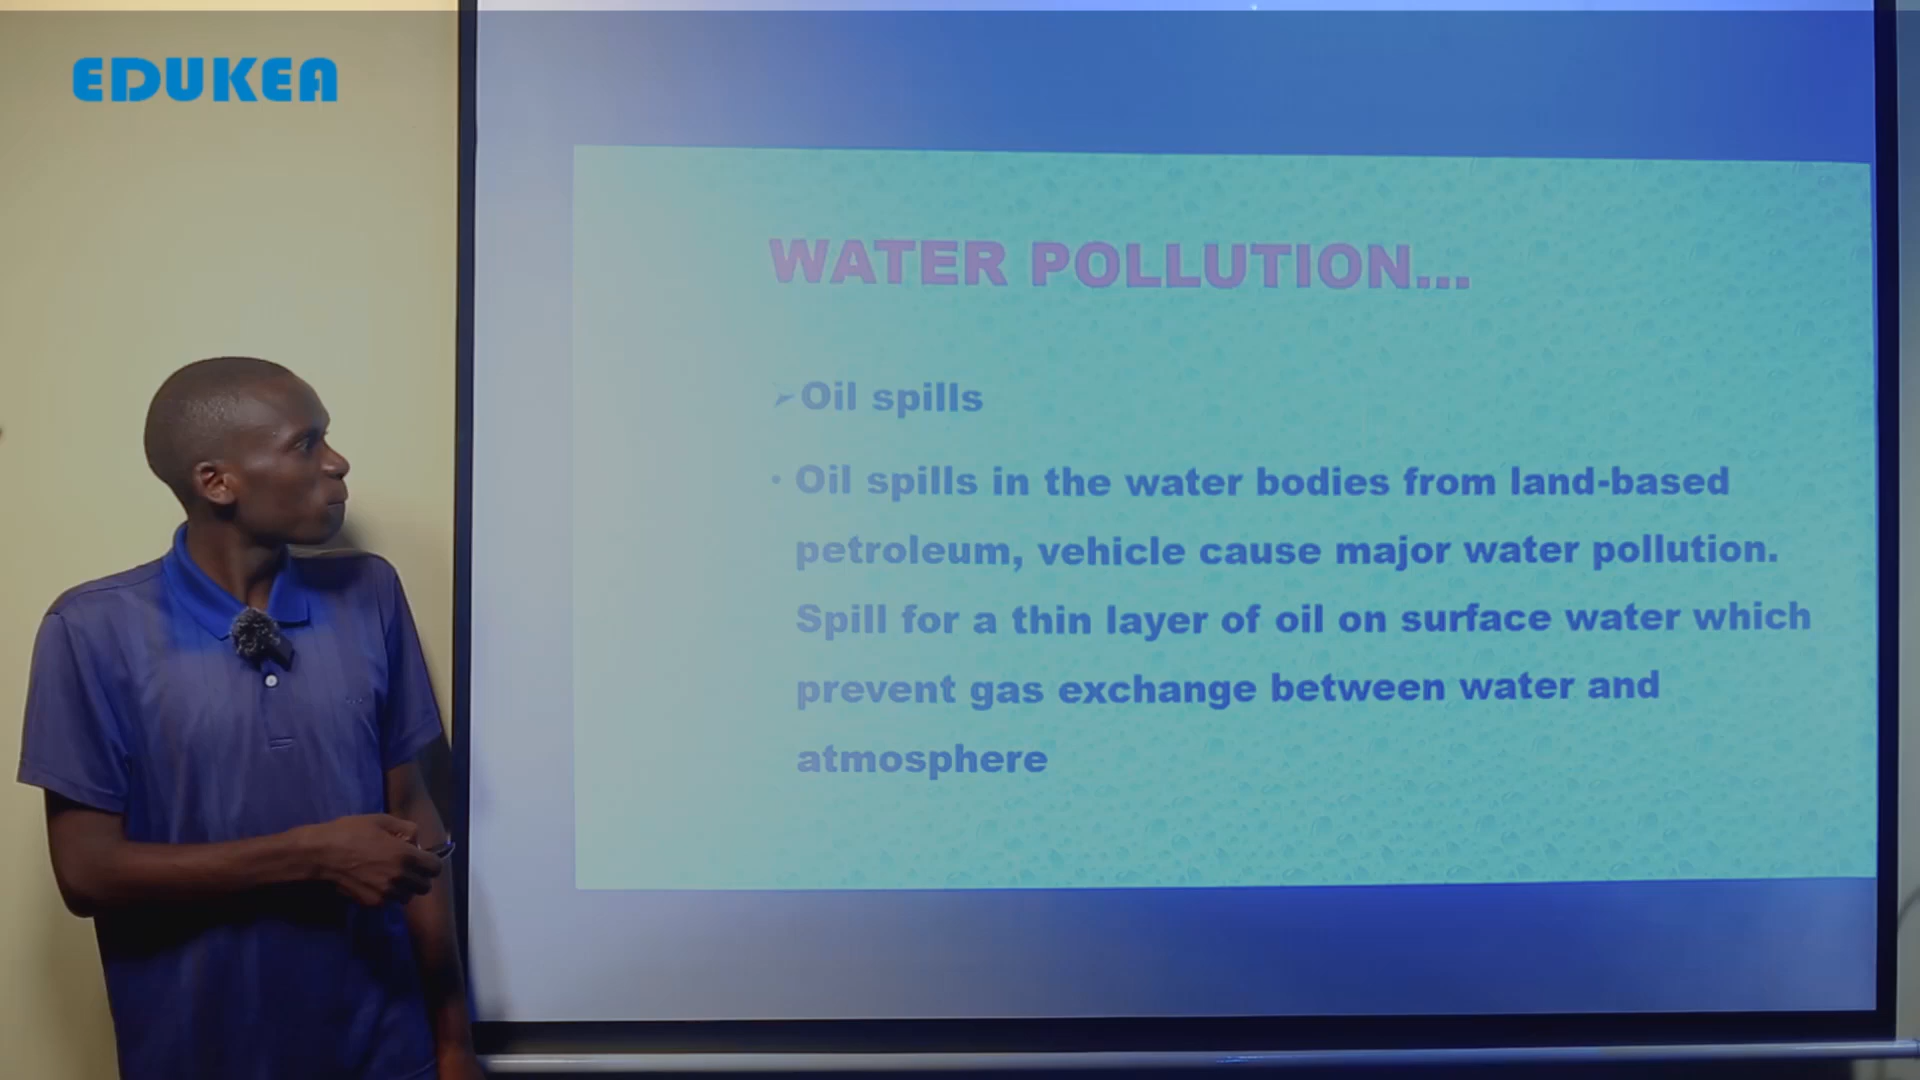 EDUKEA
WATER POLLUTION...
➢Oil spills
• Oil spills in the water bodies from land-based
petroleum, vehicle cause major water pollution.
Spill for a thin layer of oil on surface water which
prevent gas exchange between water and
atmosphere